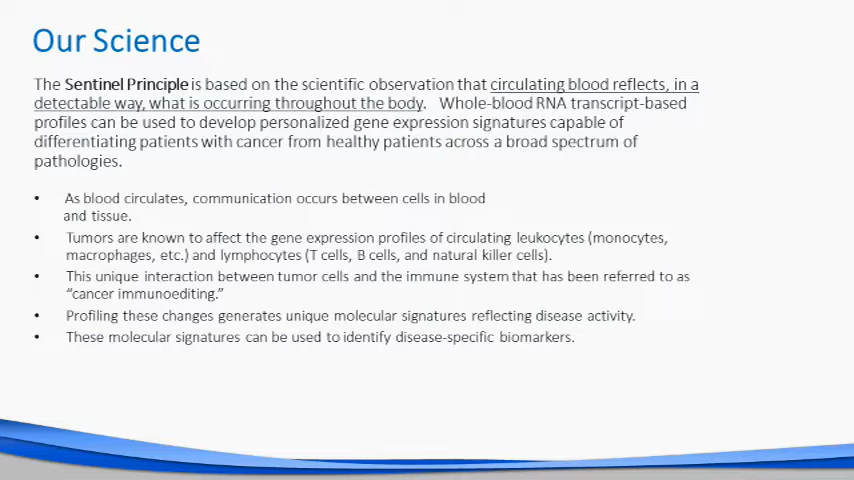 Our Science
The Sentinel Principle is based on the scientific observation that circulating blood reflects, in a
detectable way, what is occurring throughout the body. Whole-blood RNA transcript-based
profiles can be used to develop personalized gene expression signatures capable of
differentiating patients with cancer from healthy patients across a broad spectrum of
pathologies.
• As blood circulates, communication occurs between cells in blood
and tissue.
• Tumors are known to affect the gene expression profiles of circulating leukocytes (monocytes,
macrophages, etc.) and lymphocytes (T cells, B cells, and natural killer cells).
• This unique interaction between tumor cells and the immune system that has been referred to as
“cancer immunoediting.”
• Profiling these changes generates unique molecular signatures reflecting disease activity.
• These molecular signatures can be used to identify disease-specific biomarkers.